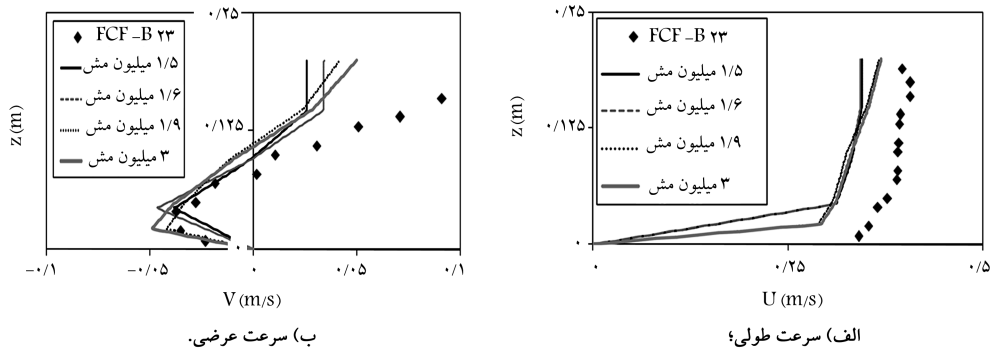 ۰/۲۵
۰/۱۲۵
۰
Z (m)
FCF –B ۲۳
۱/۵ میلیون مش
۱/۶ میلیون مش
۱/۹ میلیون مش
۳ میلیون مش
۰
۰/۲۵
۰/۵
U (m/s)
الف) سرعت طولی؛
۰/۲۵
۰/۱۲۵
۰
Z (m)
FCF –B ۲۳
۱/۵ میلیون مش
۱/۶ میلیون مش
۱/۹ میلیون مش
۳ میلیون مش
–۰/۱
–۰/۰۵
۰
۰/۰۵
۰/۱
V (m/s)
ب) سرعت عرضی.